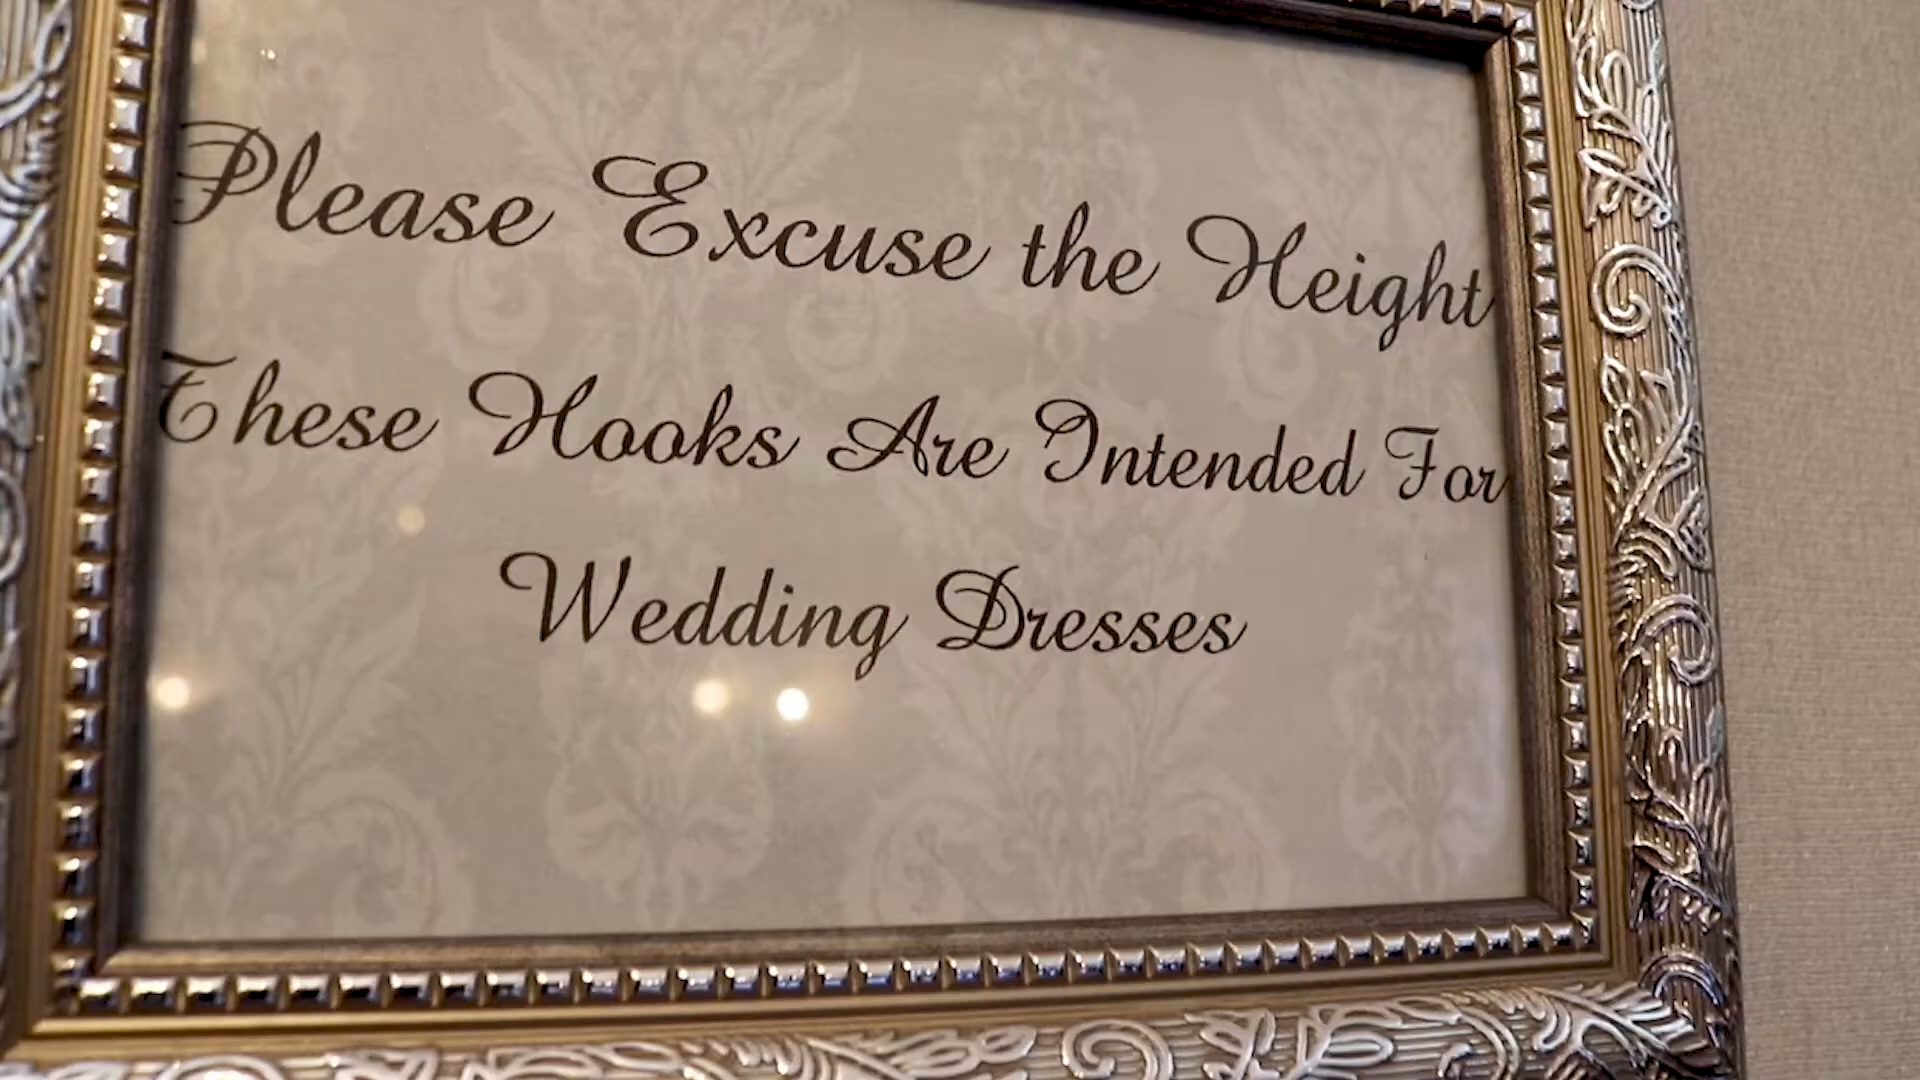 Please Excuse the Height
These Hooks Are Intended For
Wedding Dresses